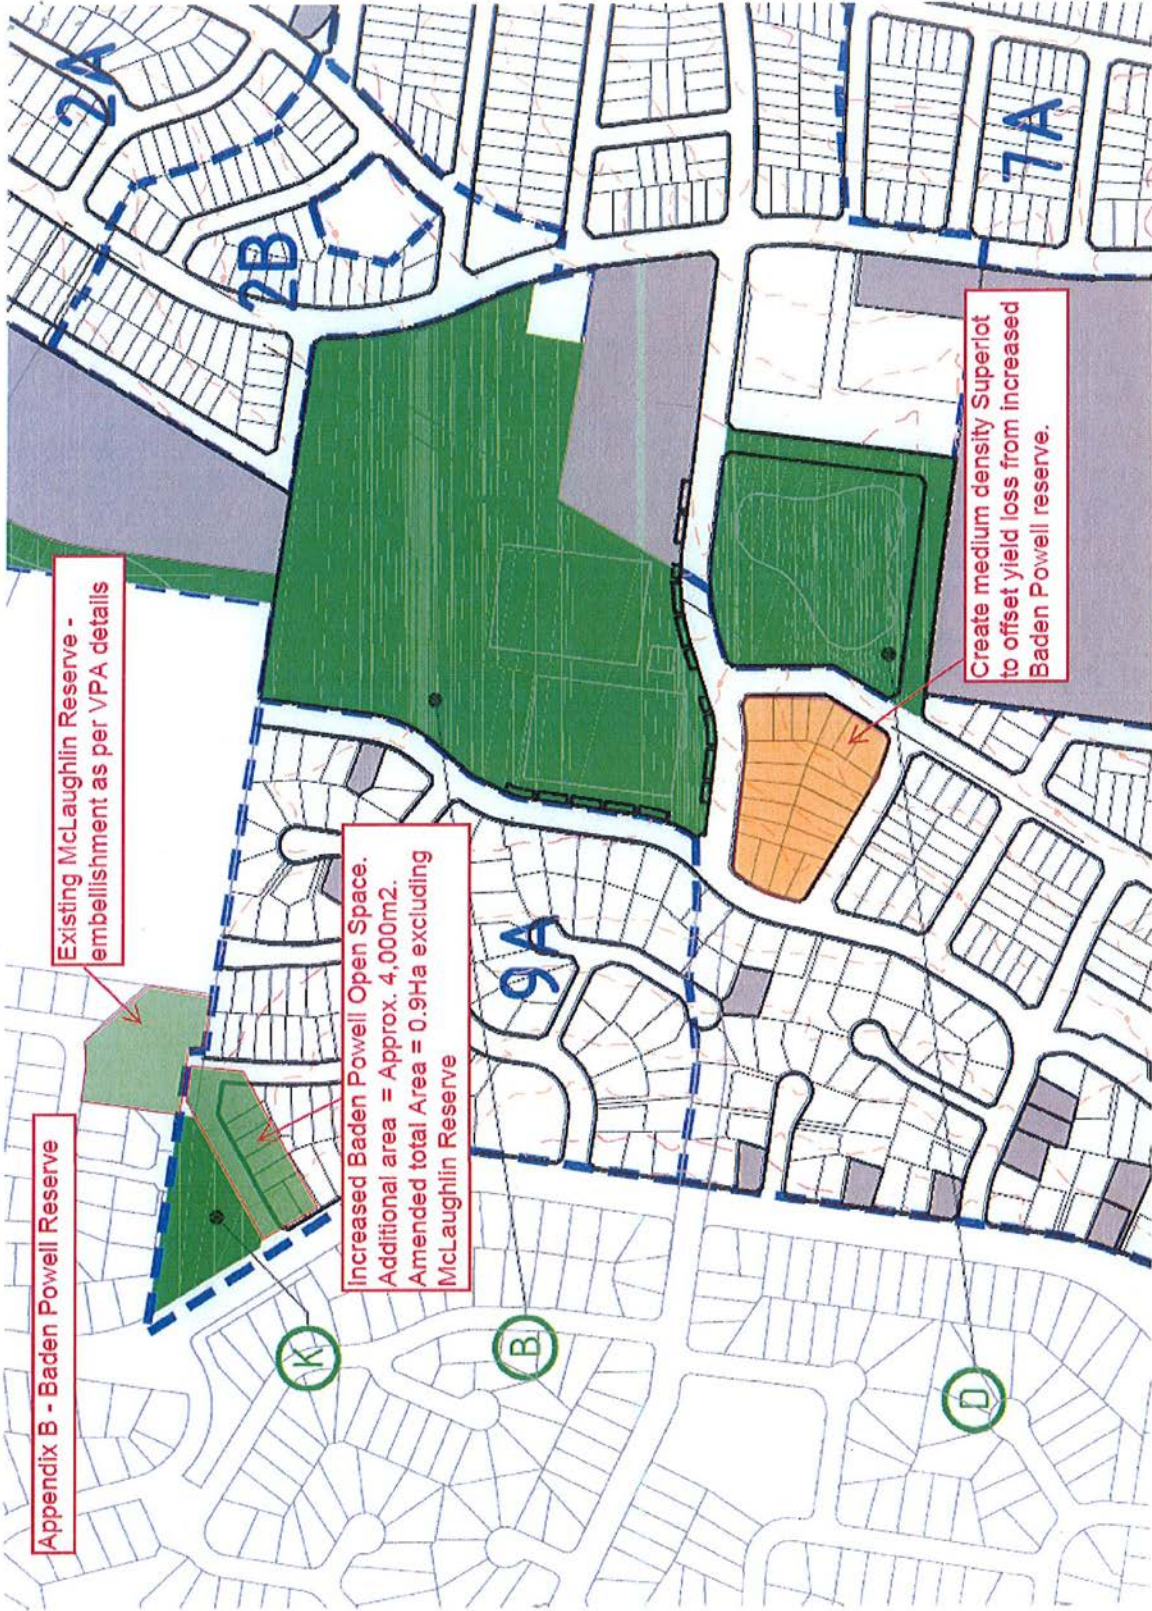 Appendix B - Baden Powell Reserve
Existing McLaughlin Reserve -
embellishment as per VPA details
2A
2B
Increased Baden Powell Open Space.
Additional area = Approx. 4,000m2.
Amended total Area = 0.9Ha excluding
McLaughlin Reserve
K
B
9A
D
Create medium density Superlot
to offset yield loss from increased
Baden Powell reserve.
7A